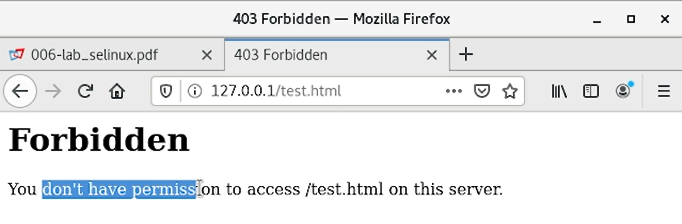 403 Forbidden — Mozilla Firefox
006-lab_selinux.pdf
403 Forbidden
127.0.0.1/test.html
Forbidden
You don't have permission to access /test.html on this server.